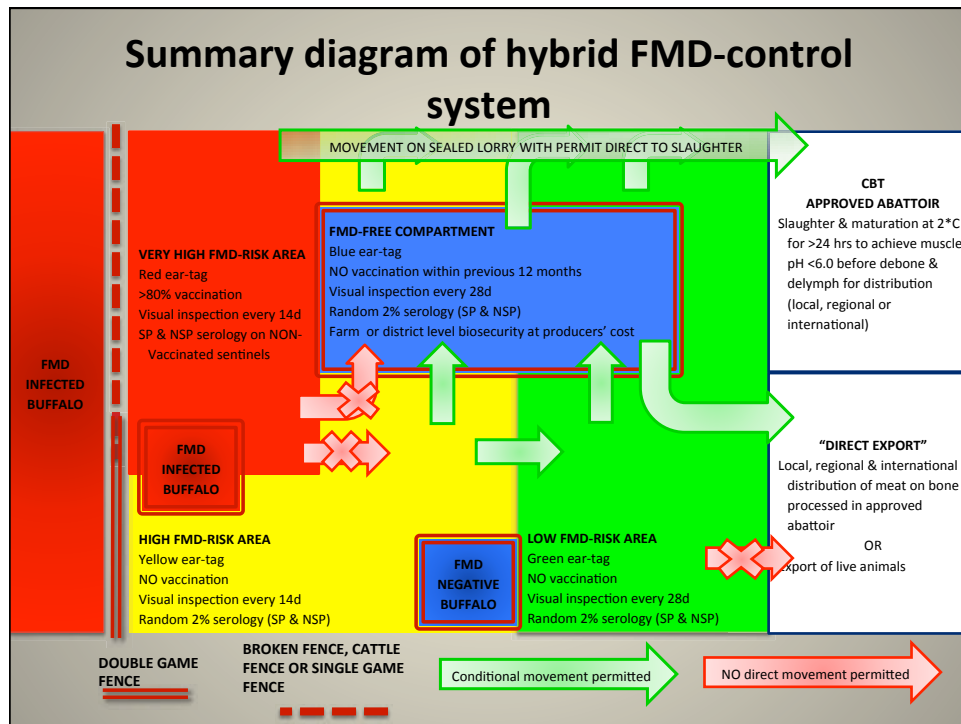 Summary diagram of hybrid FMD-control
system
MOVEMENT ON SEALED LORRY WITH PERMIT DIRECT TO SLAUGHTER
FMD
INFECTED
BUFFALO
VERY HIGH FMD-RISK AREA
Red ear-tag
>80% vaccination
Visual inspection every 14d
SP & NSP serology on NON-
Vaccinated sentinels
FMD-FREE COMPARTMENT
Blue ear-tag
NO vaccination within previous 12 months
Visual inspection every 28d
Random 2% serology (SP & NSP)
Farm or district level biosecurity at producers' cost
CBT
APPROVED ABATTOIR
Slaughter & maturation at 2*C
for >24 hrs to achieve muscle
pH <6.0 before debone &
delymph for distribution
(local, regional or
international)
FMD
INFECTED
BUFFALO
"DIRECT EXPORT"
Local, regional & international
distribution of meat on bone
processed in approved
abattoir
OR
export of live animals
HIGH FMD-RISK AREA
Yellow ear-tag
NO vaccination
Visual inspection every 14d
Random 2% serology (SP & NSP)
FMD
NEGATIVE
BUFFALO
LOW FMD-RISK AREA
Green ear-tag
NO vaccination
Visual inspection every 28d
Random 2% serology (SP & NSP)
DOUBLE GAME
FENCE
BROKEN FENCE, CATTLE
FENCE OR SINGLE GAME
FENCE
Conditional movement permitted
NO direct movement permitted